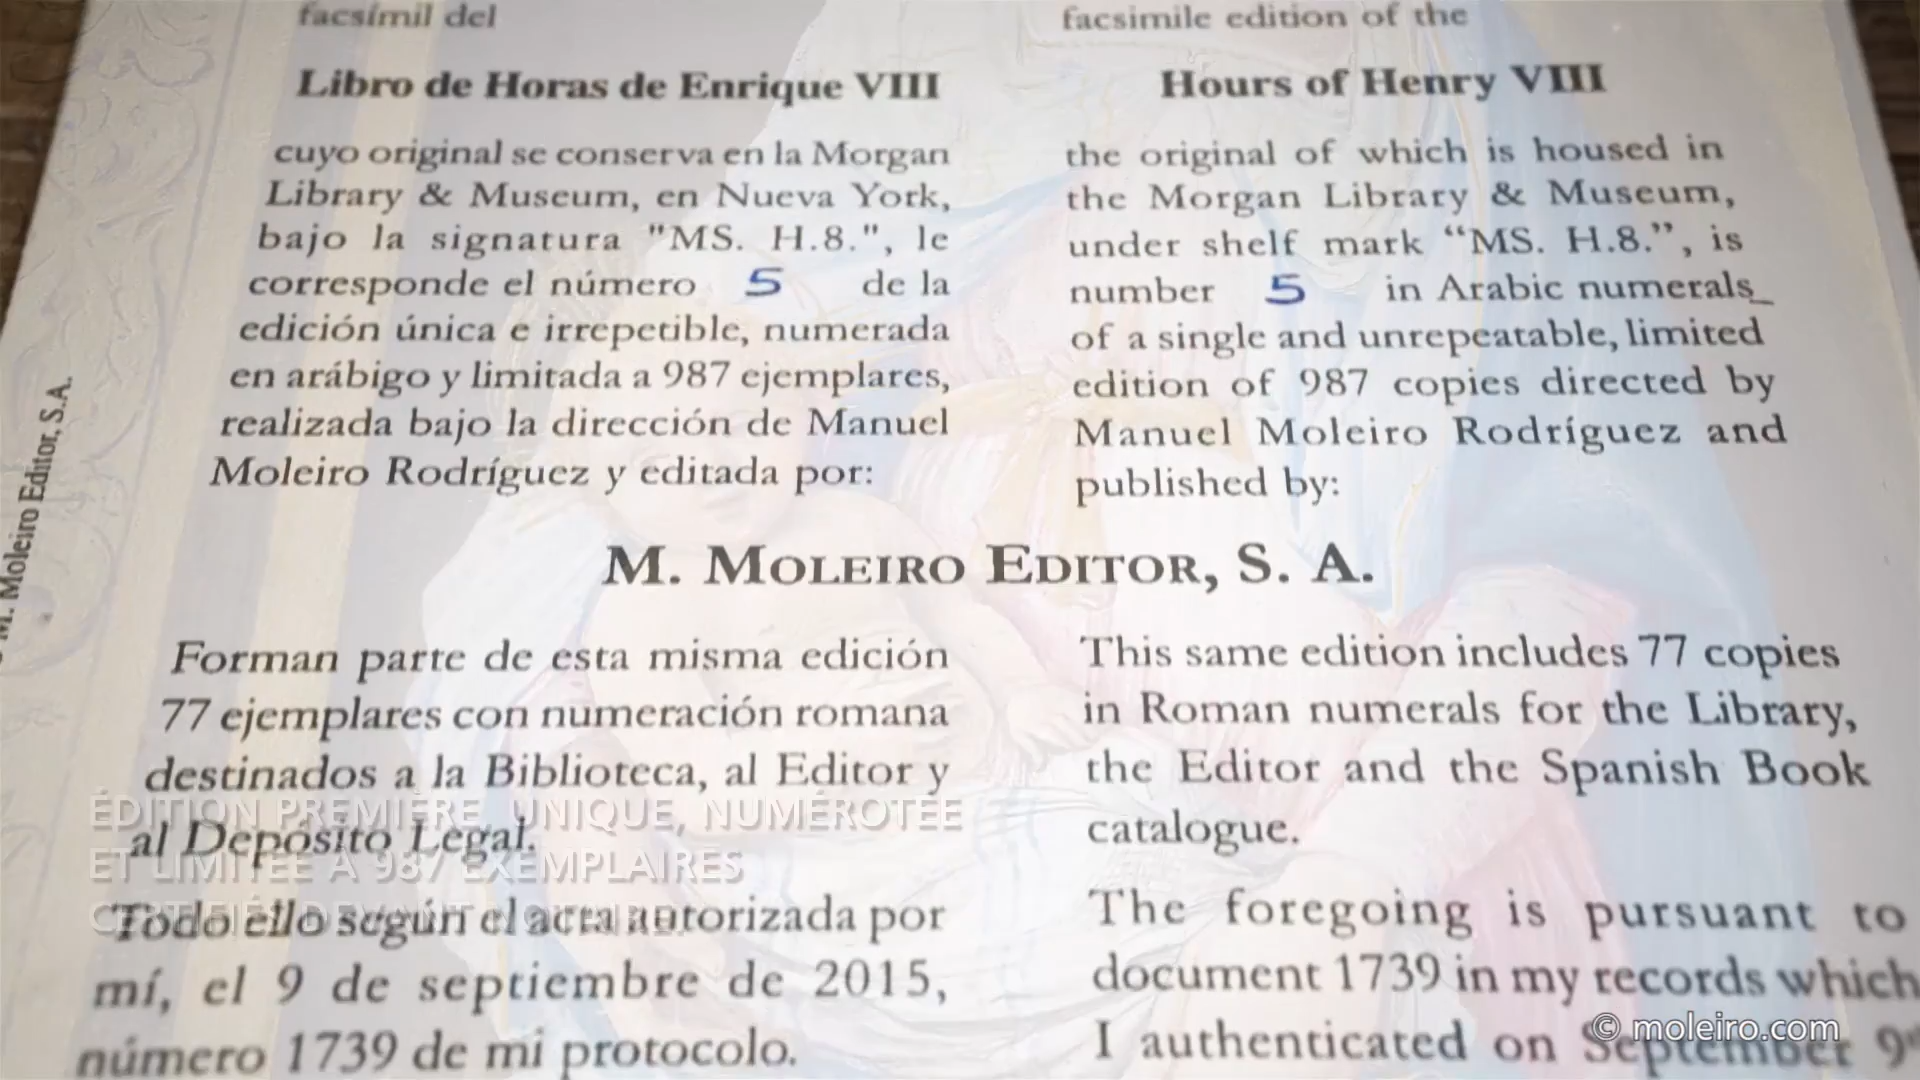 facsímil del
Libro de Horas de Enrique VIII
cuyo original se conserva en la Morgan
Library & Museum, en Nueva York,
bajo la signatura "MS. H.8.", le
corresponde el número 5 de la
edición única e irrepetible, numerada
en arábigo y limitada a 987 ejemplares,
realizada bajo la dirección de Manuel
Moleiro Rodríguez y editada por:
facsimile edition of the
Hours of Henry VIII
the original of which is housed in
the Morgan Library & Museum,
under shelf mark “MS. H.8.”, is
number 5 in Arabic numerals_
of a single and unrepeatable, limited
edition of 987 copies directed by
Manuel Moleiro Rodríguez and
published by:
M. MOLEIRO EDITOR, S. A.
Forman parte de esta misma edición
77 ejemplares con numeración romana
destinados a la Biblioteca, al Editor y
al Depósito Legal.
Todo ello según el acta autorizada por
mí, el 9 de septiembre de 2015,
número 1739 de mi protocolo.
This same edition includes 77 copies
in Roman numerals for the Library,
the Editor and the Spanish Book
catalogue.
The foregoing is pursuant to
document 1739 in my records which
I authenticated on September 9
M. Moleiro Editor, S.A.
ÉDITION PREMIÈRE, UNIQUE, NUMÉROTÉE
ET LIMITÉE À 987 EXEMPLAIRES
© moleiro.com